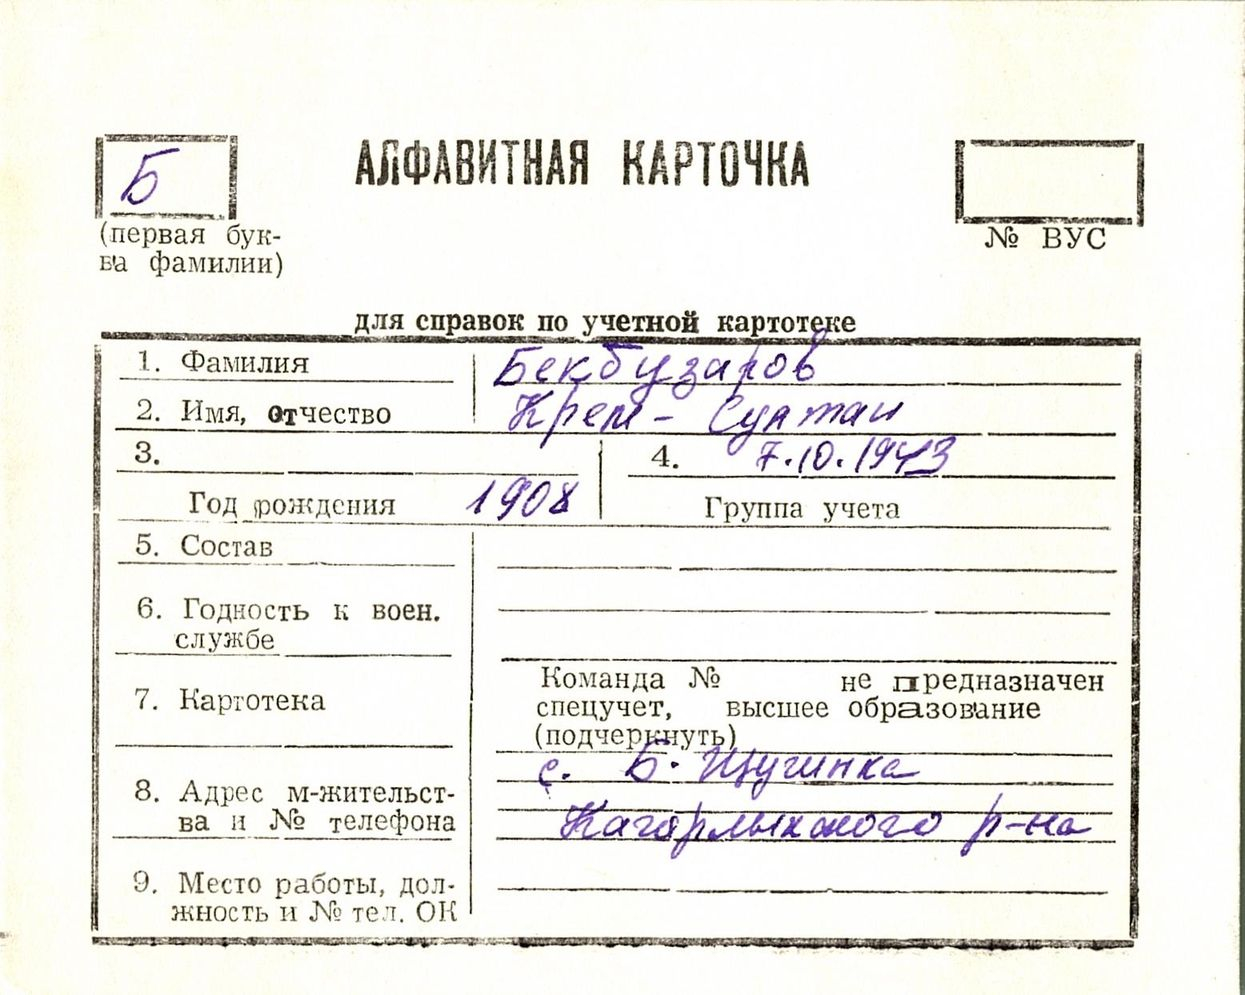 Б
АЛФАВИТНАЯ КАРТОЧКА
(первая бук-
ва фамилии)
№ ВУС
для справок по учетной картотеке
1. Фамилия Бекбузаров
2. Имя, отчество Крем-Султан
3. 4. 7.10.1943
Год рождения 1908 Группа учета
5. Состав
6. Годность к воен.
службе
7. Картотека
Команда № не предназначен
спецучет, высшее образование
(подчеркнуть)
с. Б. Щучинка
8. Адрес м-жительст-
ва и № телефона
Кагарлыкского р-на
9. Место работы, дол-
жность и № тел. ОК